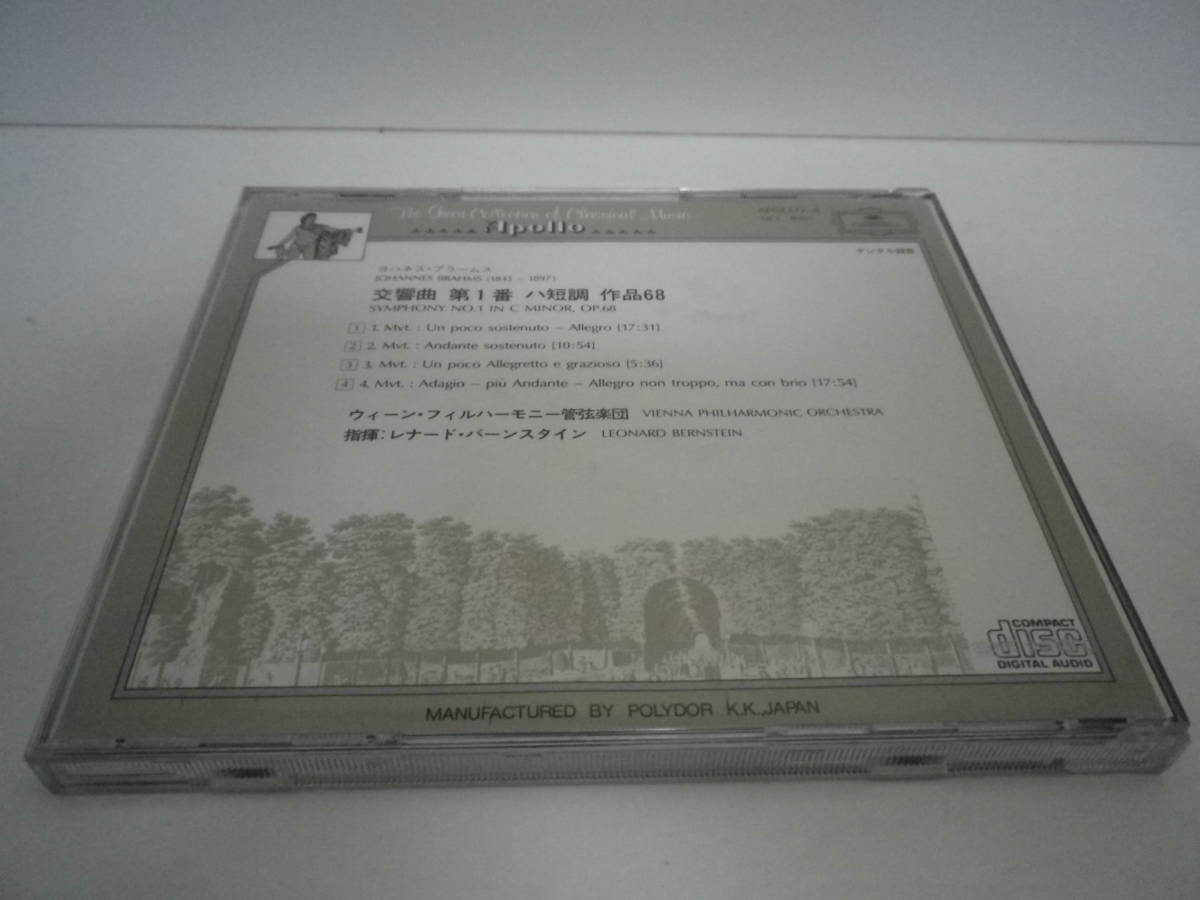 The Great Collection of Classical Music
Apollo
ヨハネス・ブラームス
JOHANNES BRAHMS (1833 – 1897)
交響曲 第1番 ハ短調 作品68
SYMPHONY NO.1 IN C MINOR, OP.68
1 1. Mvt. : Un poco sostenuto – Allegro [17:31]
2 2. Mvt. : Andante sostenuto [10:54]
3 3. Mvt. : Un poco Allegretto e grazioso [5:36]
4 4. Mvt. : Adagio – più Andante – Allegro non troppo, ma con brio [17:54]
ウィーン・フィルハーモニー管弦楽団 VIENNA PHILHARMONIC ORCHESTRA
指揮:レナード・バーンスタイン LEONARD BERNSTEIN
デジタル録音
COMPACT
disc
DIGITAL AUDIO
MANUFACTURED BY POLYDOR K.K., JAPAN